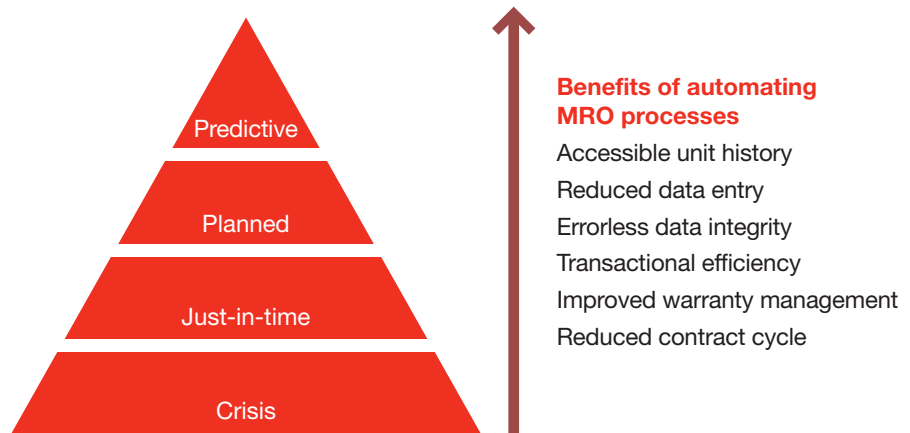 Predictive
Planned
Just-in-time
Crisis
Benefits of automating
MRO processes
Accessible unit history
Reduced data entry
Errorless data integrity
Transactional efficiency
Improved warranty management
Reduced contract cycle